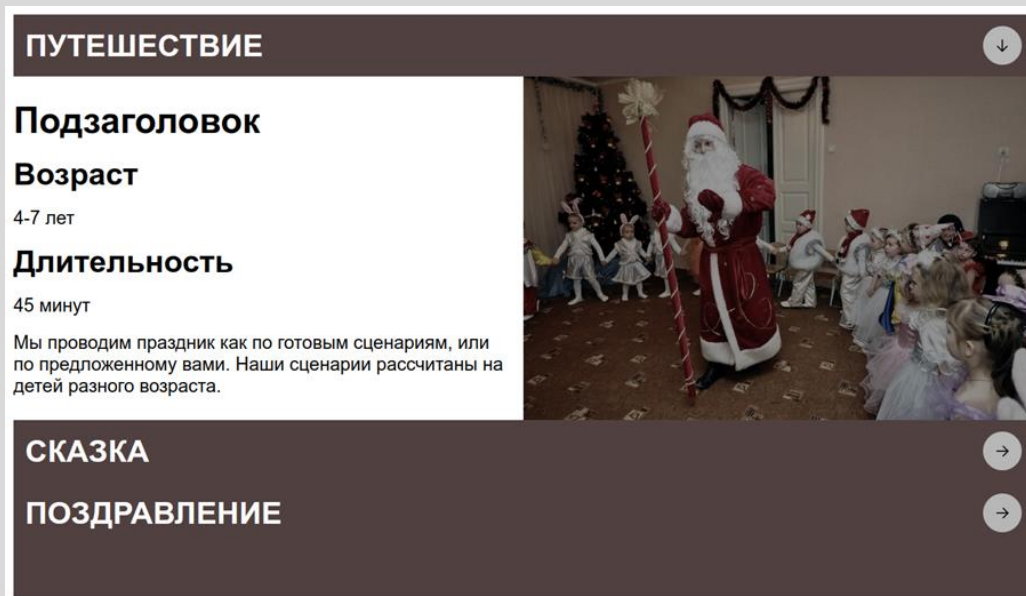 ПУТЕШЕСТВИЕ
Подзаголовок
Возраст
4-7 лет
Длительность
45 минут
Мы проводим праздник как по готовым сценариям, или
по предложенному вами. Наши сценарии рассчитаны на
детей разного возраста.
СКАЗКА
ПОЗДРАВЛЕНИЕ